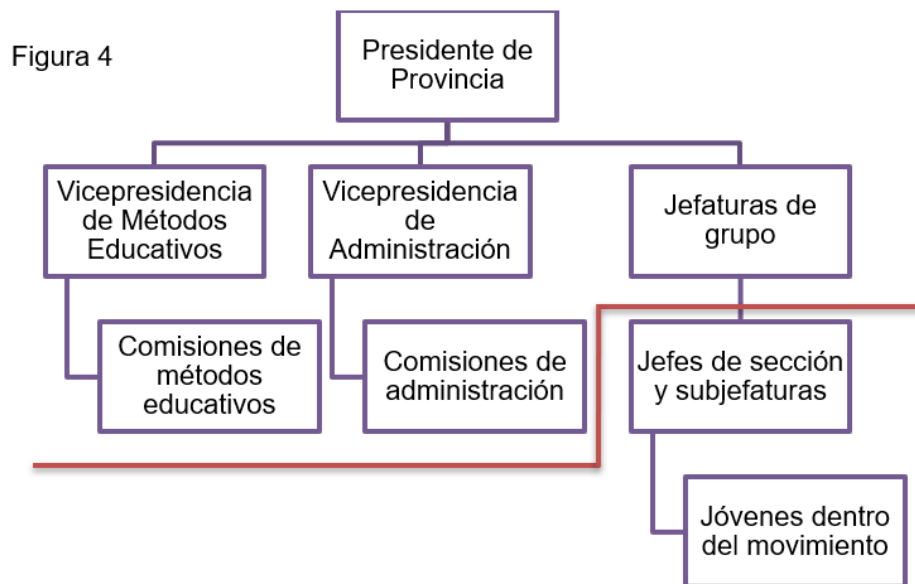 Figura 4
Presidente de
Provincia
Vicepresidencia
de Métodos
Educativos
Vicepresidencia
de
Administración
Jefaturas de
grupo
Comisiones de
métodos
educativos
Comisiones de
administración
Jefes de sección
y subjefaturas
Jóvenes dentro
del movimiento